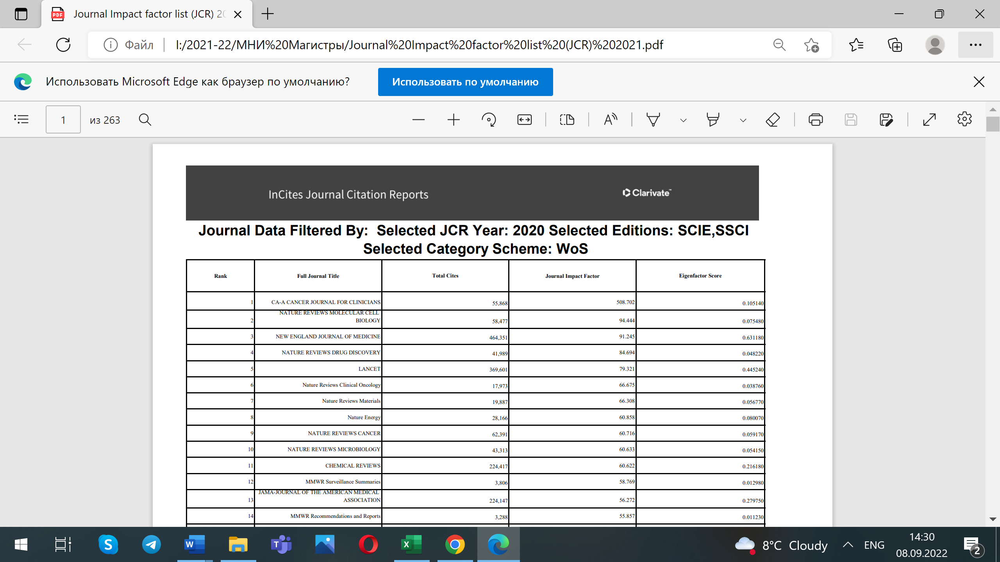 Journal Impact factor list (JCR) 20
Файл I:/2021-22/МНИ%20Магистры/Journal%20Impact%20factor%20list%20(JCR)%202021.pdf
Использовать Microsoft Edge как браузер по умолчанию? Использовать по умолчанию
1 из 263
InCites Journal Citation Reports Clarivate™
Journal Data Filtered By: Selected JCR Year: 2020 Selected Editions: SCIE,SSCI
Selected Category Scheme: WoS
Rank Full Journal Title Total Cites Journal Impact Factor Eigenfactor Score
1 CA-A CANCER JOURNAL FOR CLINICIANS 55,868 508.702 0.105140
NATURE REVIEWS MOLECULAR CELL
2 BIOLOGY 58,477 94.444 0.075480
3 NEW ENGLAND JOURNAL OF MEDICINE 464,351 91.245 0.631180
4 NATURE REVIEWS DRUG DISCOVERY 41,989 84.694 0.048220
5 LANCET 369,601 79.321 0.445240
6 Nature Reviews Clinical Oncology 17,973 66.675 0.038760
7 Nature Reviews Materials 19,887 66.308 0.056770
8 Nature Energy 28,166 60.858 0.080070
9 NATURE REVIEWS CANCER 62,391 60.716 0.059170
10 NATURE REVIEWS MICROBIOLOGY 43,313 60.633 0.054150
11 CHEMICAL REVIEWS 224,417 60.622 0.216180
12 MMWR Surveillance Summaries 3,806 58.769 0.012980
JAMA-JOURNAL OF THE AMERICAN MEDICAL
13 ASSOCIATION 224,147 56.272 0.279750
14 MMWR Recommendations and Reports 3,288 55.857 0.011230
8°C Cloudy ENG 14:30
08.09.2022 2